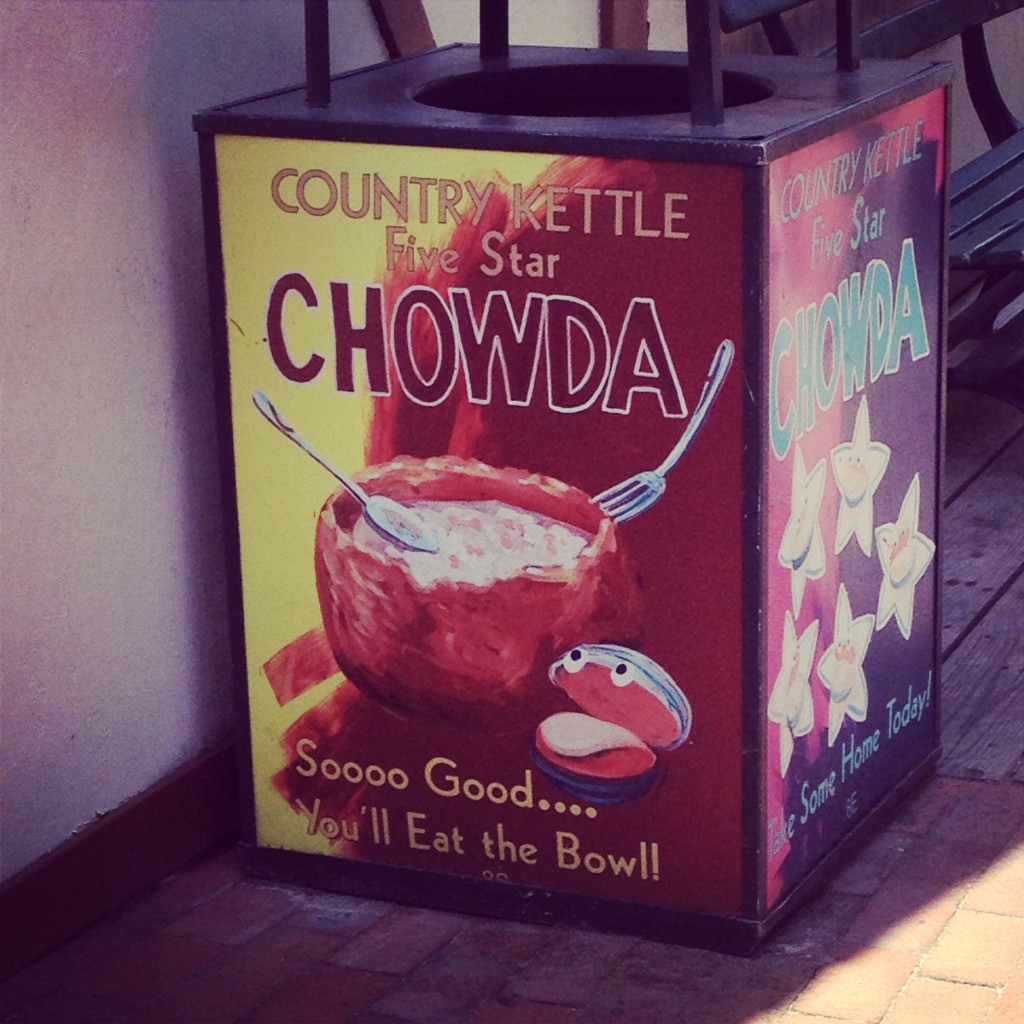 COUNTRY KETTLE
Five Star
CHOWDA
Soooo Good....
You'll Eat the Bowl!
COUNTRY KETTLE
Five Star
CHOWDA
Take Some Home Today!